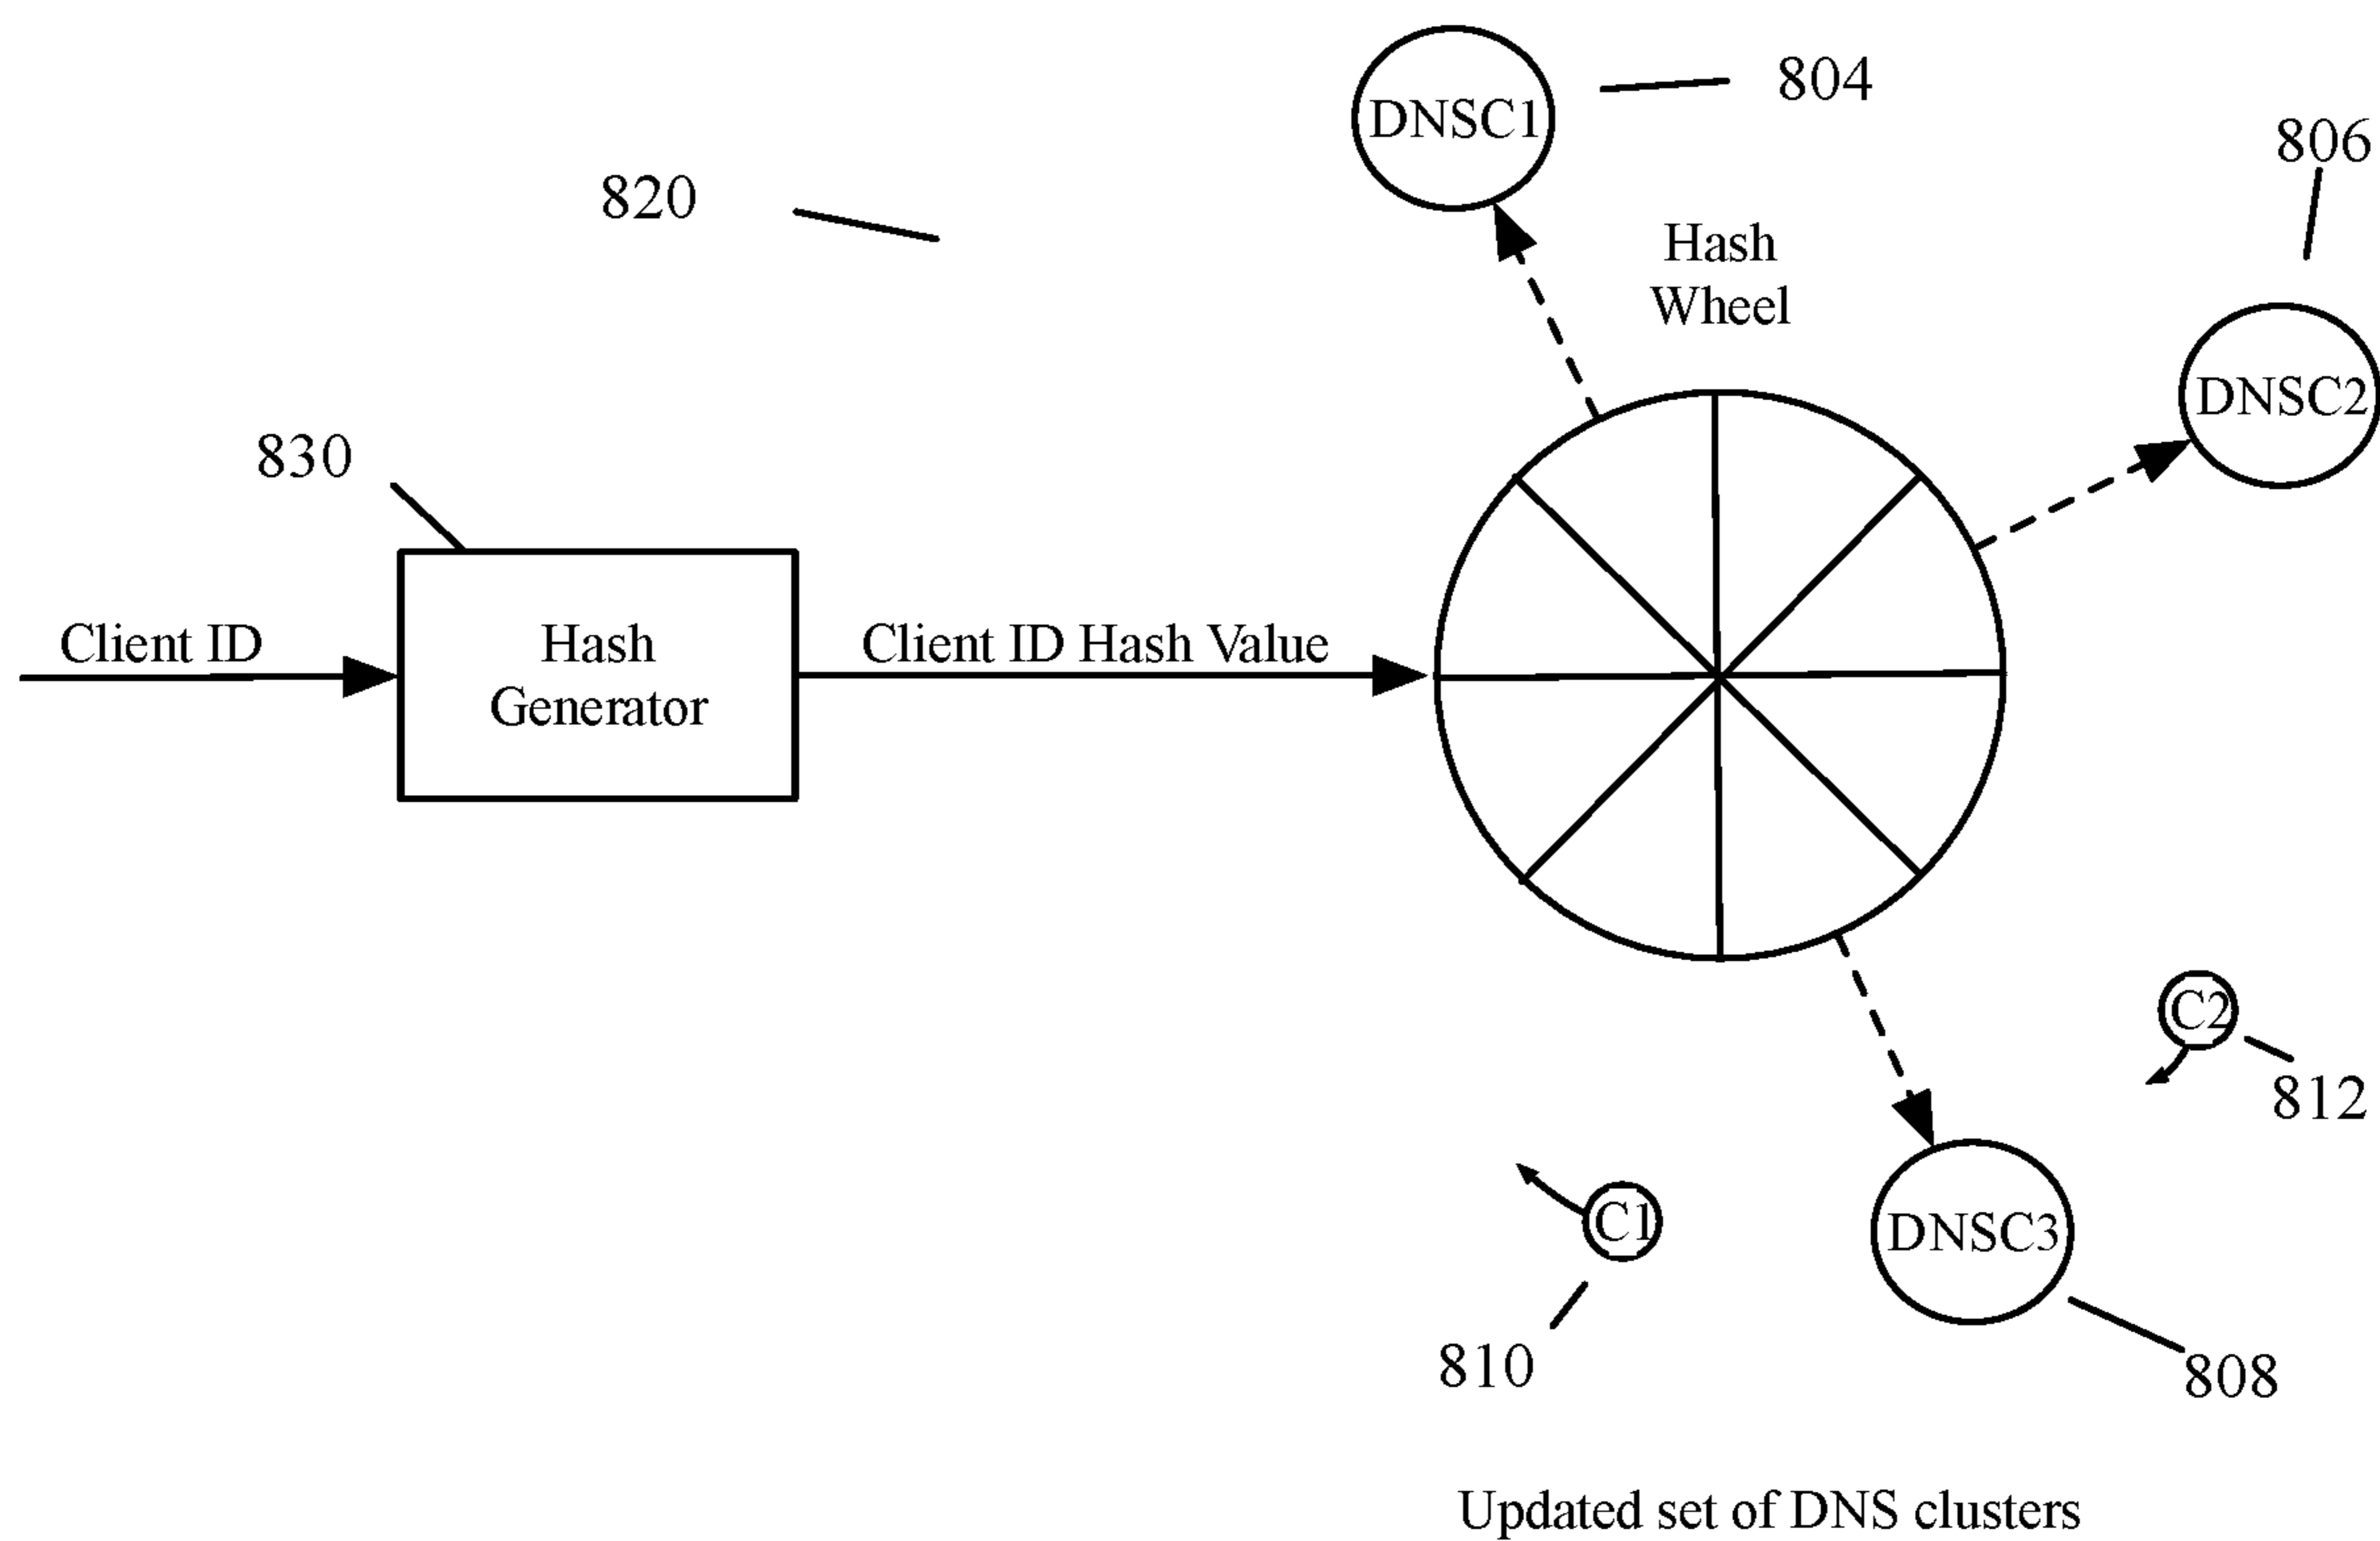 DNSC1
804
806
820
Hash
Wheel
DNSC2
830
Client ID
Hash
Generator
Client ID Hash Value
C2
812
C1
DNSC3
810
808
Updated set of DNS clusters